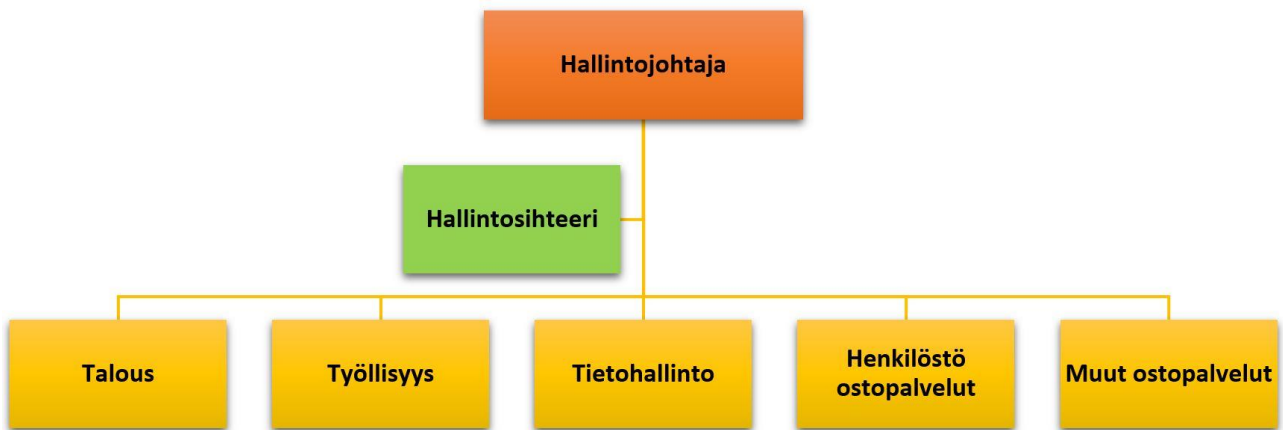 Hallintojohtaja
Hallintosihteeri
Talous
Työllisyys
Tietohallinto
Henkilöstö
ostopalvelut
Muut ostopalvelut